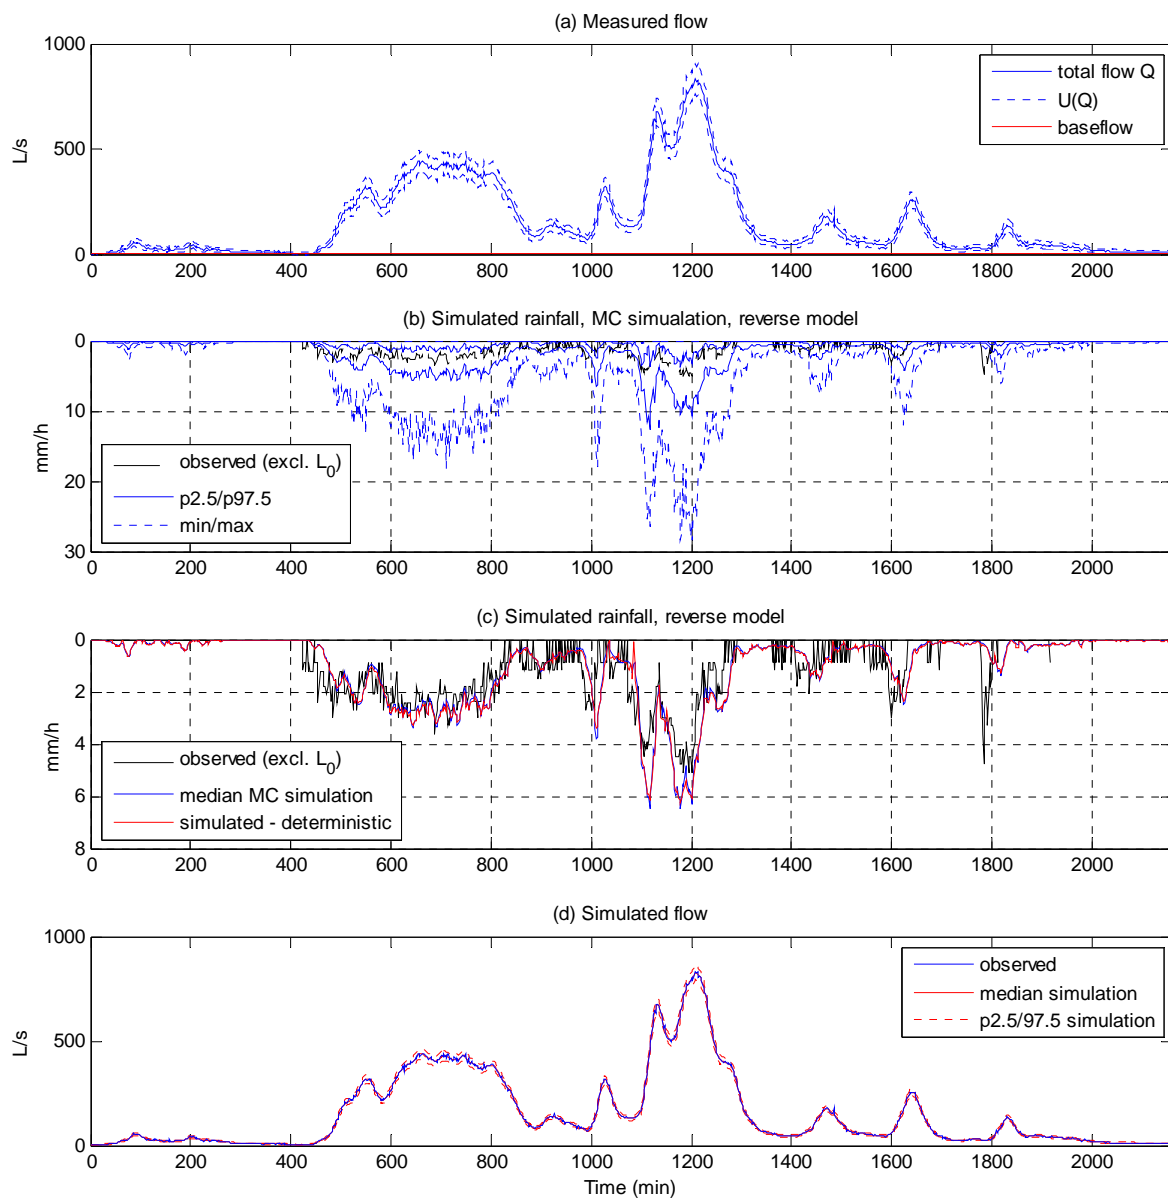 (a) Measured flow
1000
500
0
L/s
total flow Q
U(Q)
baseflow
0 200 400 600 800 1000 1200 1400 1600 1800 2000
(b) Simulated rainfall, MC simualation, reverse model
0
10
20
30
mm/h
observed (excl. L0)
p2.5/p97.5
min/max
0 200 400 600 800 1000 1200 1400 1600 1800 2000
(c) Simulated rainfall, reverse model
0
2
4
6
8
mm/h
observed (excl. L0)
median MC simulation
simulated - deterministic
0 200 400 600 800 1000 1200 1400 1600 1800 2000
(d) Simulated flow
1000
500
0
L/s
observed
median simulation
p2.5/97.5 simulation
0 200 400 600 800 1000 1200 1400 1600 1800 2000
Time (min)